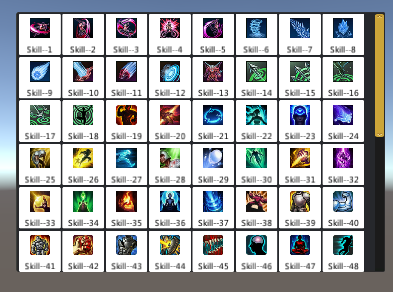 Skill--1 Skill--2 Skill--3 Skill--4 Skill--5 Skill--6 Skill--7 Skill--8
Skill--9 Skill--10 Skill--11 Skill--12 Skill--13 Skill--14 Skill--15 Skill--16
Skill--17 Skill--18 Skill--19 Skill--20 Skill--21 Skill--22 Skill--23 Skill--24
Skill--25 Skill--26 Skill--27 Skill--28 Skill--29 Skill--30 Skill--31 Skill--32
Skill--33 Skill--34 Skill--35 Skill--36 Skill--37 Skill--38 Skill--39 Skill--40
Skill--41 Skill--42 Skill--43 Skill--44 Skill--45 Skill--46 Skill--47 Skill--48